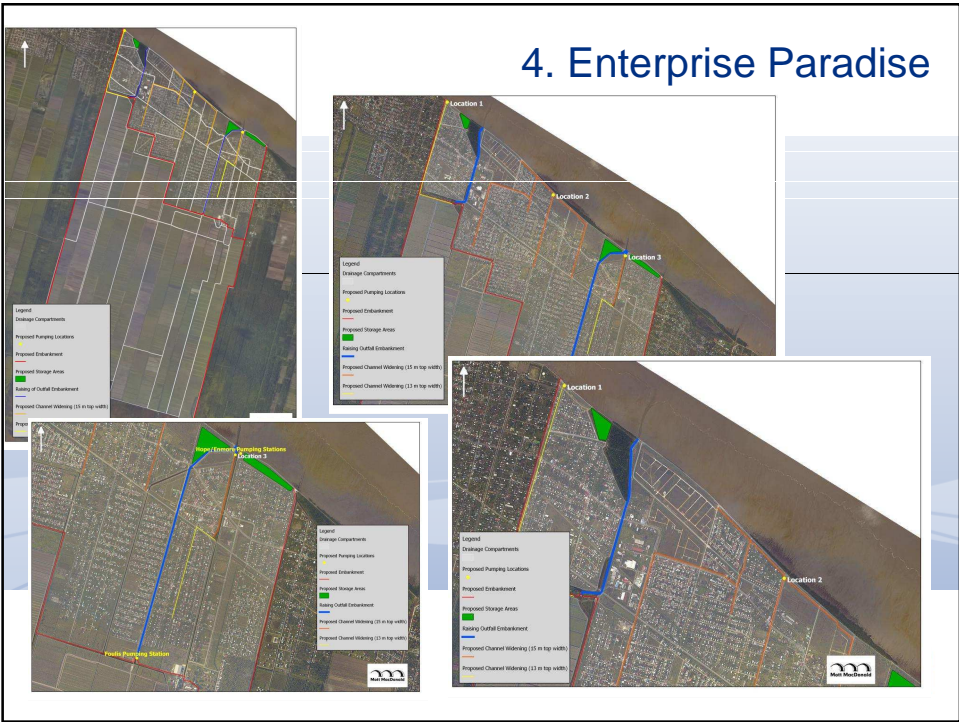 4. Enterprise Paradise
Legend
Drainage Compartments
Proposed Pumping Locations
Proposed Embankment
Proposed Storage Areas
Raising of Outfall Embankment
Proposed Channel Widening (15 m top width)
Location 1
Location 2
Location 3
Legend
Drainage Compartments
Proposed Pumping Locations
Proposed Embankment
Proposed Storage Areas
Raising Outfall Embankment
Proposed Channel Widening (15 m top width)
Proposed Channel Widening (13 m top width)
Hope/Enmore Pumping Stations
Location 3
Foulis Pumping Station
Legend
Drainage Compartments
Proposed Pumping Locations
Proposed Embankment
Proposed Storage Areas
Raising Outfall Embankment
Proposed Channel Widening (15 m top width)
Proposed Channel Widening (13 m top width)
Mott MacDonald
Location 1
Location 2
Legend
Drainage Compartments
Proposed Pumping Locations
Proposed Embankment
Proposed Storage Areas
Raising Outfall Embankment
Proposed Channel Widening (15 m top width)
Proposed Channel Widening (13 m top width)
Mott MacDonald